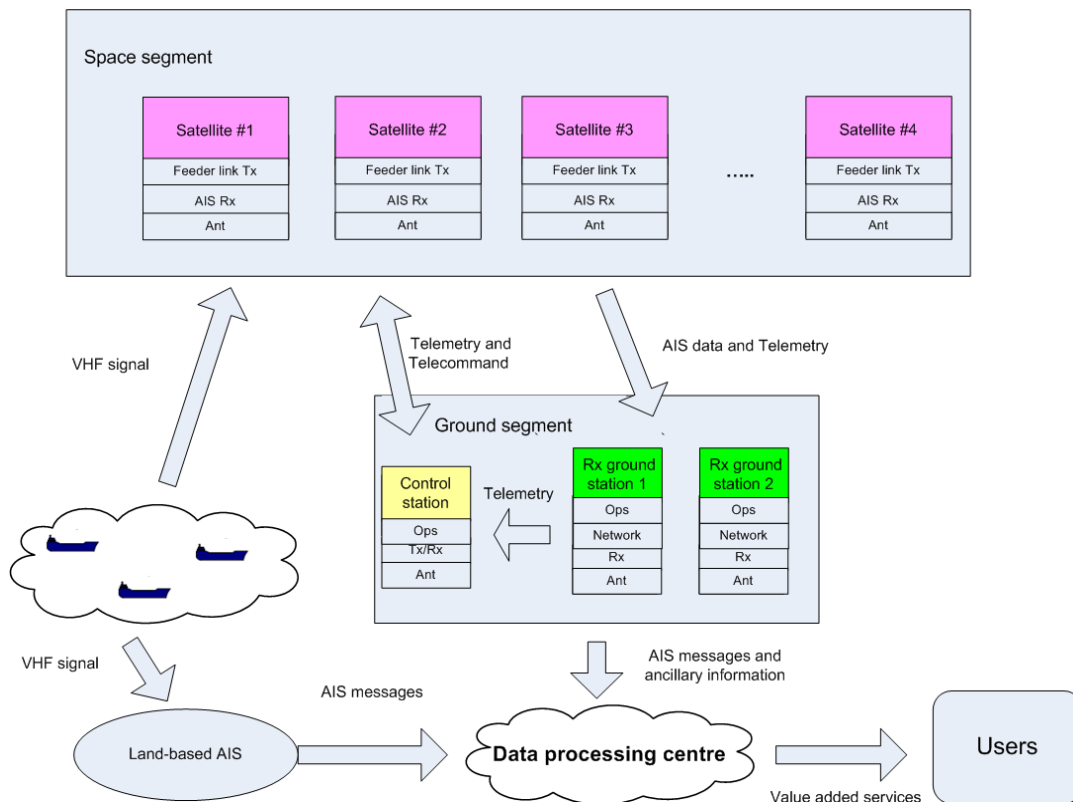 Space segment
Satellite #1
Feeder link Tx
AIS Rx
Ant
Satellite #2
Feeder link Tx
AIS Rx
Ant
Satellite #3
Feeder link Tx
AIS Rx
Ant
.....
Satellite #4
Feeder link Tx
AIS Rx
Ant
VHF signal
Telemetry and
Telecommand
AIS data and Telemetry
Ground segment
Control
station
Ops
Tx/Rx
Ant
Telemetry
Rx ground
station 1
Ops
Network
Rx
Ant
Rx ground
station 2
Ops
Network
Rx
Ant
VHF signal
AIS messages and
ancillary information
AIS messages
Land-based AIS
Data processing centre
Value added services
Users